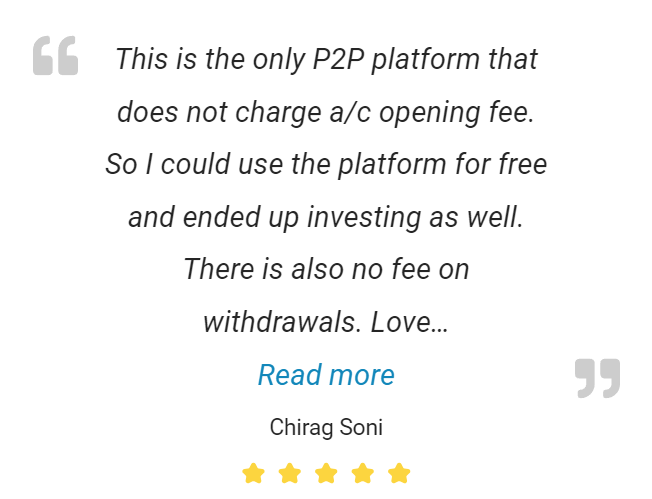 This is the only P2P platform that
does not charge a/c opening fee.
So I could use the platform for free
and ended up investing as well.
There is also no fee on
withdrawals. Love…
Read more
Chirag Soni